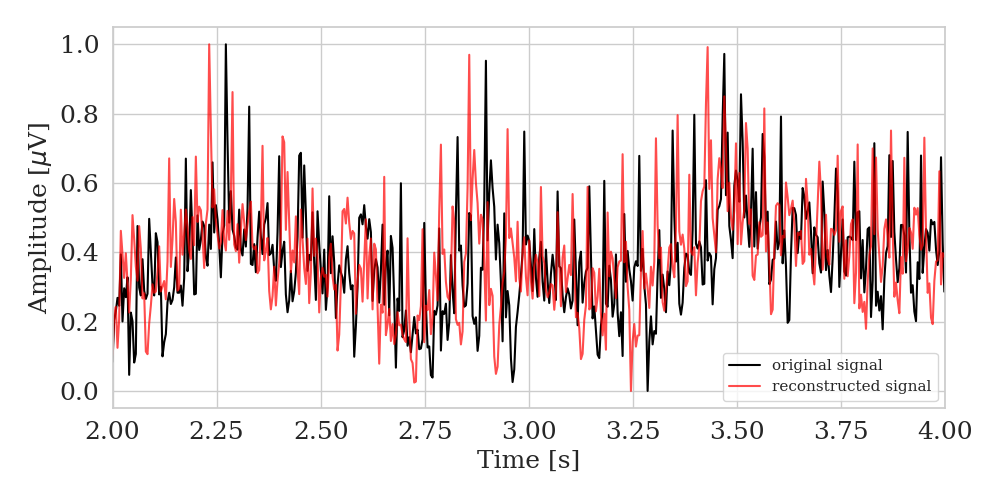 1.0
0.8
0.6
0.4
0.2
0.0
Amplitude [μV]
2.00 2.25 2.50 2.75 3.00 3.25 3.50 3.75 4.00
Time [s]
original signal
reconstructed signal